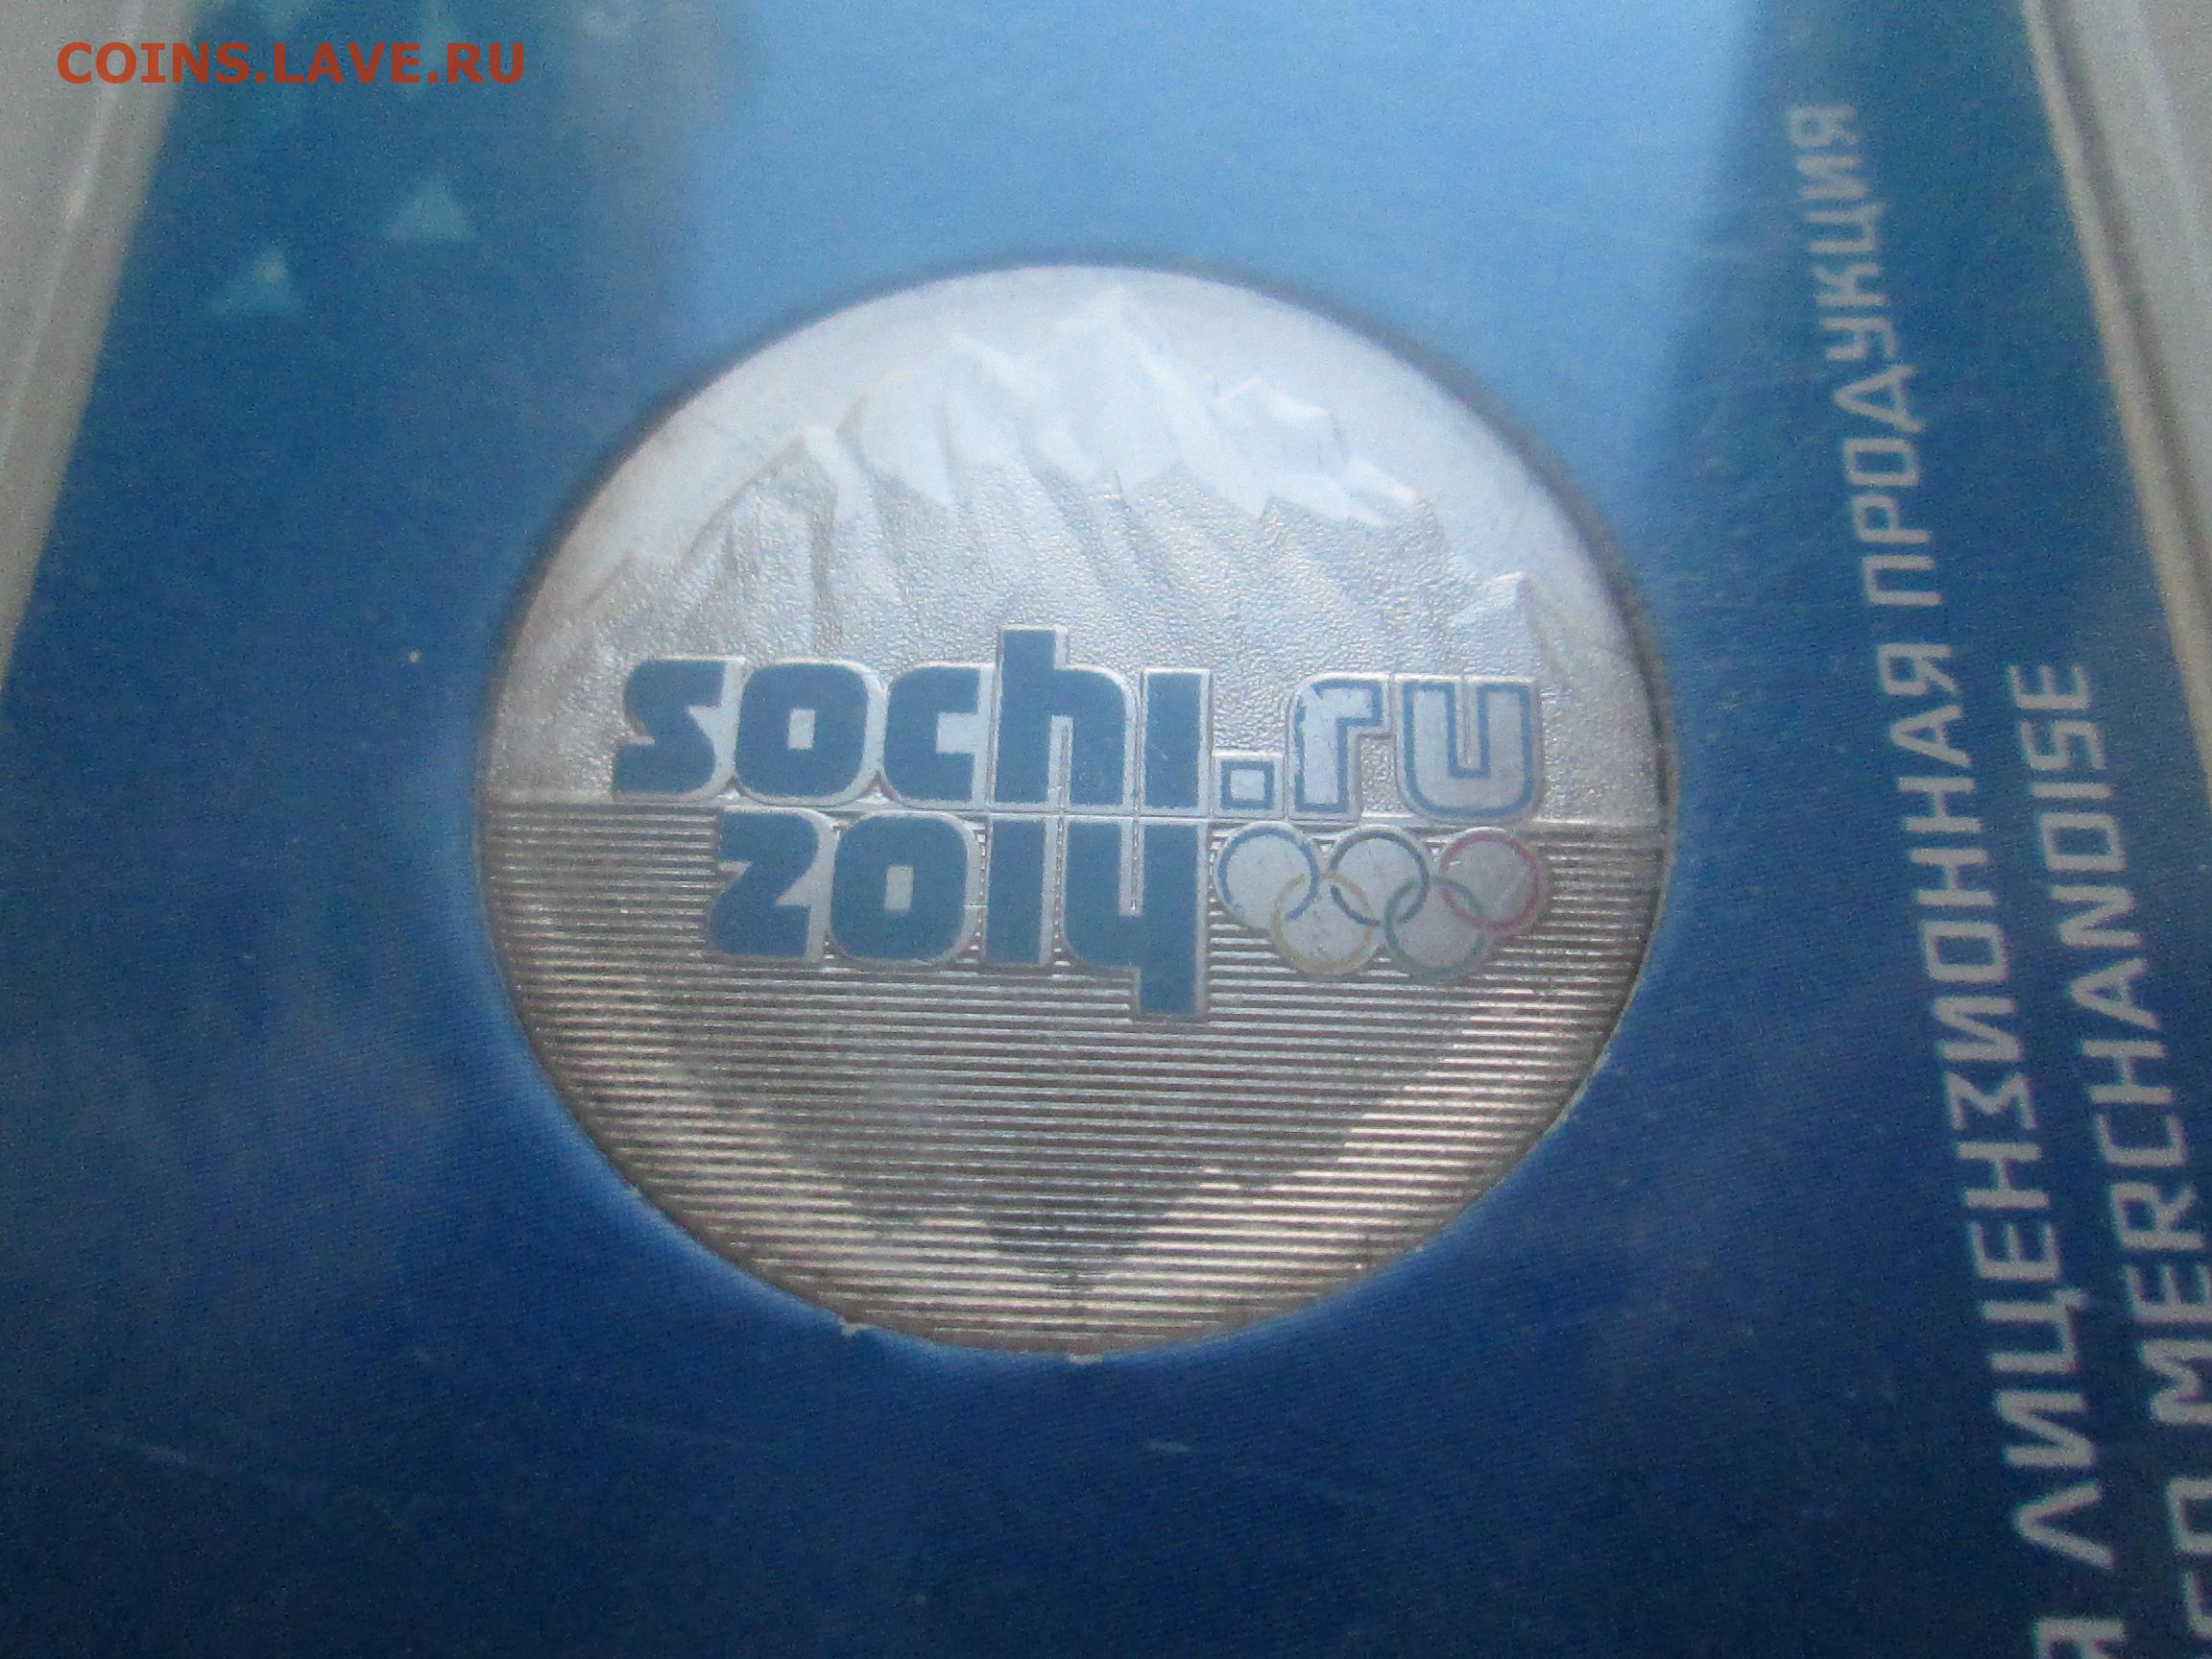 COINS.LAVE.RU
sochi.ru
2014
ЛИЦЕНЗИОННАЯ ПРОДУКЦИЯ
MERCHANDISE